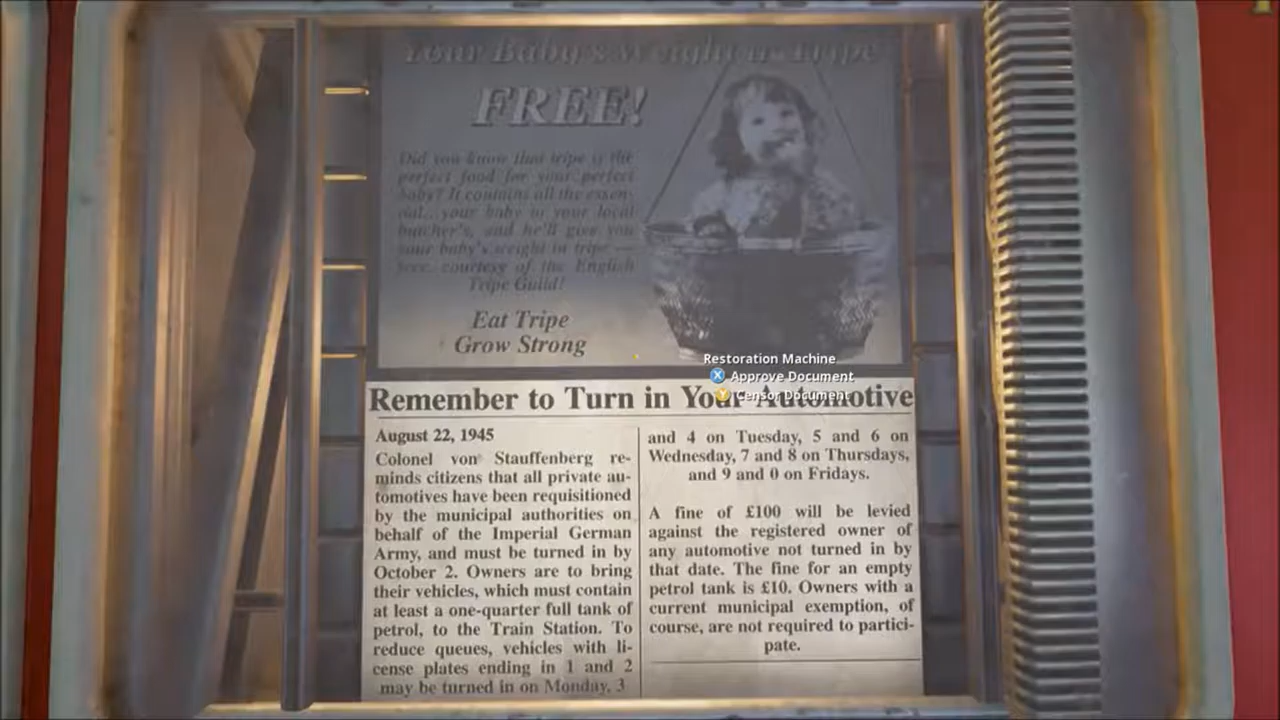 Your Baby's Weight in Tripe
FREE!
Did you know that tripe is the
perfect food for your perfect
baby? It contains all the essen-
tial...your baby to your local
butcher's, and he'll give you
your baby's weight in tripe —
free, courtesy of the English
Tripe Guild!
Eat Tripe
Grow Strong
Restoration Machine
X Approve Document
Y Censor Document
Remember to Turn in Your Automotive
August 22, 1945
Colonel von Stauffenberg re-
minds citizens that all private au-
tomotives have been requisitioned
by the municipal authorities on
behalf of the Imperial German
Army, and must be turned in by
October 2. Owners are to bring
their vehicles, which must contain
at least a one-quarter full tank of
petrol, to the Train Station. To
reduce queues, vehicles with li-
cense plates ending in 1 and 2
may be turned in on Monday, 3
and 4 on Tuesday, 5 and 6 on
Wednesday, 7 and 8 on Thursdays,
and 9 and 0 on Fridays.
A fine of £100 will be levied
against the registered owner of
any automotive not turned in by
that date. The fine for an empty
petrol tank is £10. Owners with a
current municipal exemption, of
course, are not required to partici-
pate.